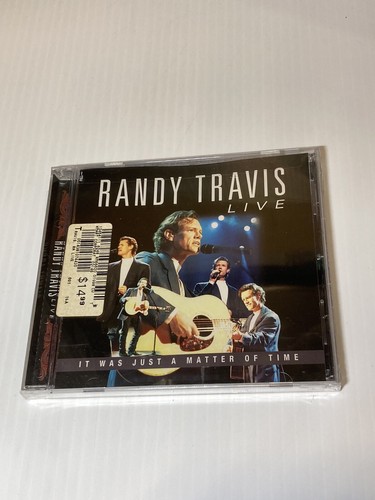 RANDY TRAVIS
LIVE
RANDY TRAVIS LIVE
$14.99
IT WAS JUST A MATTER OF TIME